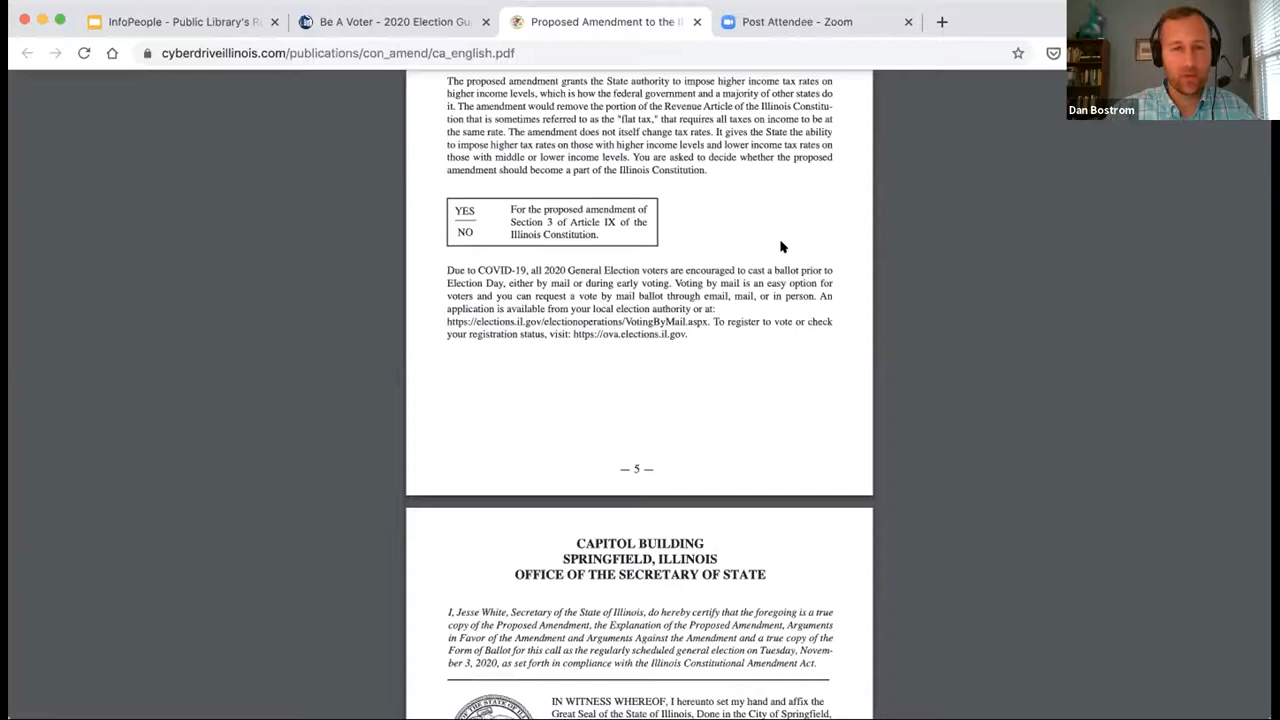 InfoPeople - Public Library's R
Be A Voter - 2020 Election Gu
Proposed Amendment to the Il
Post Attendee - Zoom
cyberdriveillinois.com/publications/con_amend/ca_english.pdf
Dan Bostrom
The proposed amendment grants the State authority to impose higher income tax rates on
higher income levels, which is how the federal government and a majority of other states do
it. The amendment would remove the portion of the Revenue Article of the Illinois Constitu-
tion that is sometimes referred to as the "flat tax," that requires all taxes on income to be at
the same rate. The amendment does not itself change tax rates. It gives the State the ability
to impose higher tax rates on those with higher income levels and lower income tax rates on
those with middle or lower income levels. You are asked to decide whether the proposed
amendment should become a part of the Illinois Constitution.
YES
NO
For the proposed amendment of
Section 3 of Article IX of the
Illinois Constitution.
Due to COVID-19, all 2020 General Election voters are encouraged to cast a ballot prior to
Election Day, either by mail or during early voting. Voting by mail is an easy option for
voters and you can request a vote by mail ballot through email, mail, or in person. An
application is available from your local election authority or at:
https://elections.il.gov/electionoperations/VotingByMail.aspx. To register to vote or check
your registration status, visit: https://ova.elections.il.gov.
— 5 —
CAPITOL BUILDING
SPRINGFIELD, ILLINOIS
OFFICE OF THE SECRETARY OF STATE
I, Jesse White, Secretary of the State of Illinois, do hereby certify that the foregoing is a true
copy of the Proposed Amendment, the Explanation of the Proposed Amendment, Arguments
in Favor of the Amendment and Arguments Against the Amendment and a true copy of the
Form of Ballot for this call as the regularly scheduled general election on Tuesday, Novem-
ber 3, 2020, as set forth in compliance with the Illinois Constitutional Amendment Act.
IN WITNESS WHEREOF, I hereunto set my hand and affix the
Great Seal of the State of Illinois, Done in the City of Springfield,